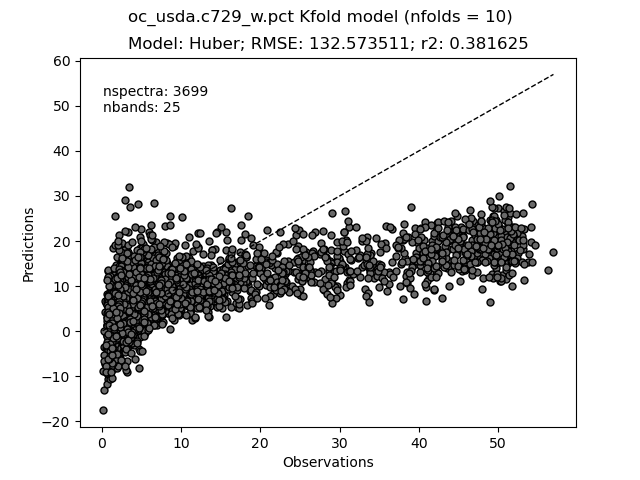 oc_usda.c729_w.pct Kfold model (nfolds = 10)
Model: Huber; RMSE: 132.573511; r2: 0.381625
nspectra: 3699
nbands: 25
60
50
40
30
20
10
0
−10
−20
Predictions
0 10 20 30 40 50
Observations